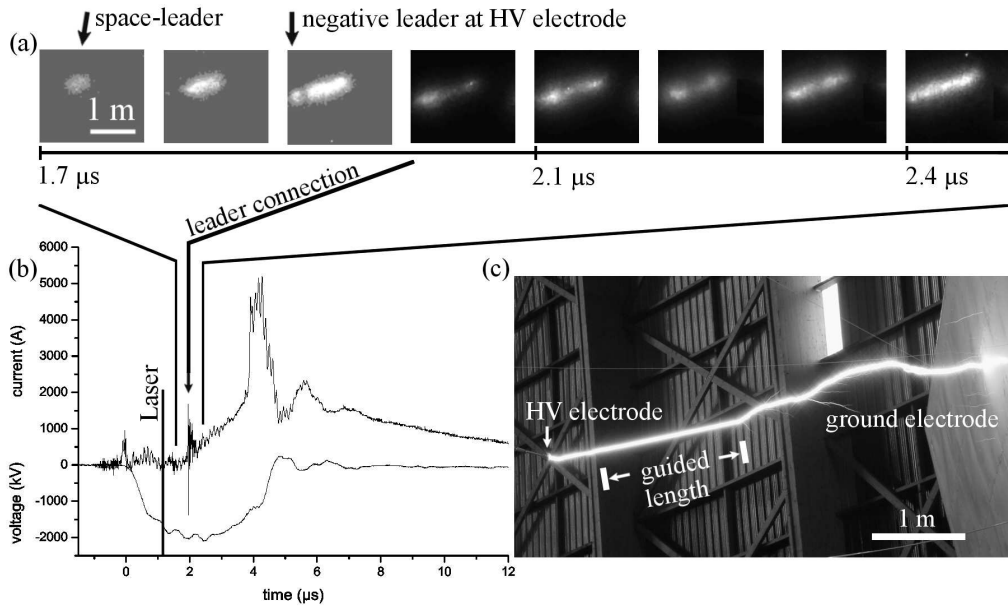 space-leader
negative leader at HV electrode
(a)
1 m
1.7 µs
2.1 µs
2.4 µs
leader connection
(b)
6000
5000
4000
3000
2000
1000
0
-1000
-2000
current (A)
voltage (kV)
Laser
0
2
4
6
8
10
12
time (µs)
(c)
HV electrode
ground electrode
guided
length
1 m